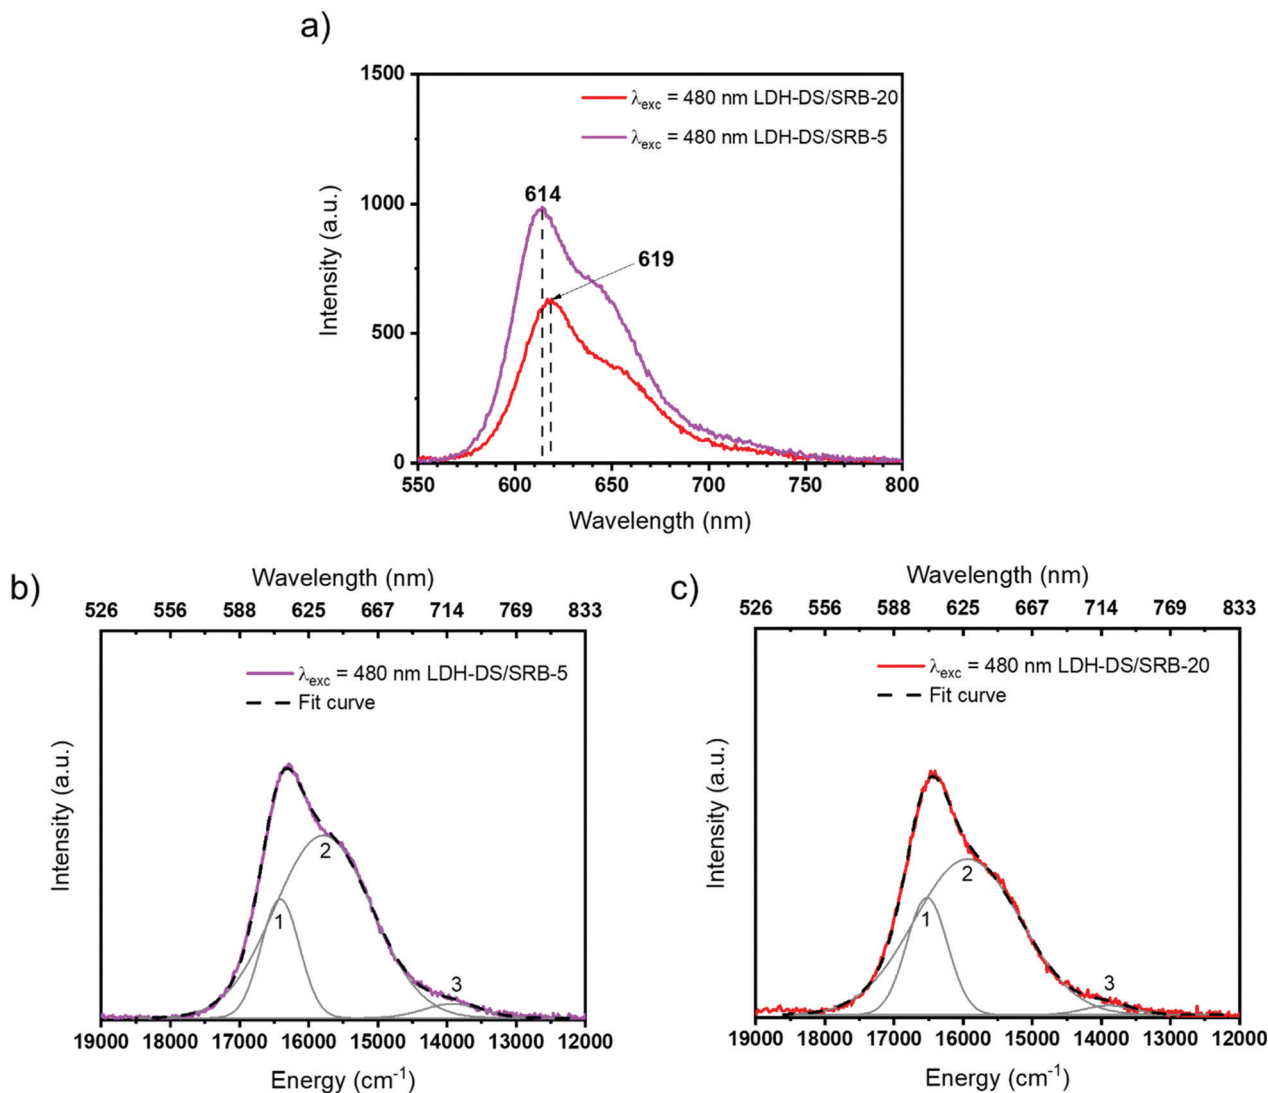 a)
1500
1000
500
0
Intensity (a.u.)
λexc = 480 nm LDH-DS/SRB-20
λexc = 480 nm LDH-DS/SRB-5
614
619
550 600 650 700 750 800
Wavelength (nm)
b)
Wavelength (nm)
526 556 588 625 667 714 769 833
λexc = 480 nm LDH-DS/SRB-5
Fit curve
Intensity (a.u.)
1
2
3
19000 18000 17000 16000 15000 14000 13000 12000
Energy (cm-1)
c)
Wavelength (nm)
526 556 588 625 667 714 769 833
λexc = 480 nm LDH-DS/SRB-20
Fit curve
Intensity (a.u.)
1
2
3
19000 18000 17000 16000 15000 14000 13000 12000
Energy (cm-1)